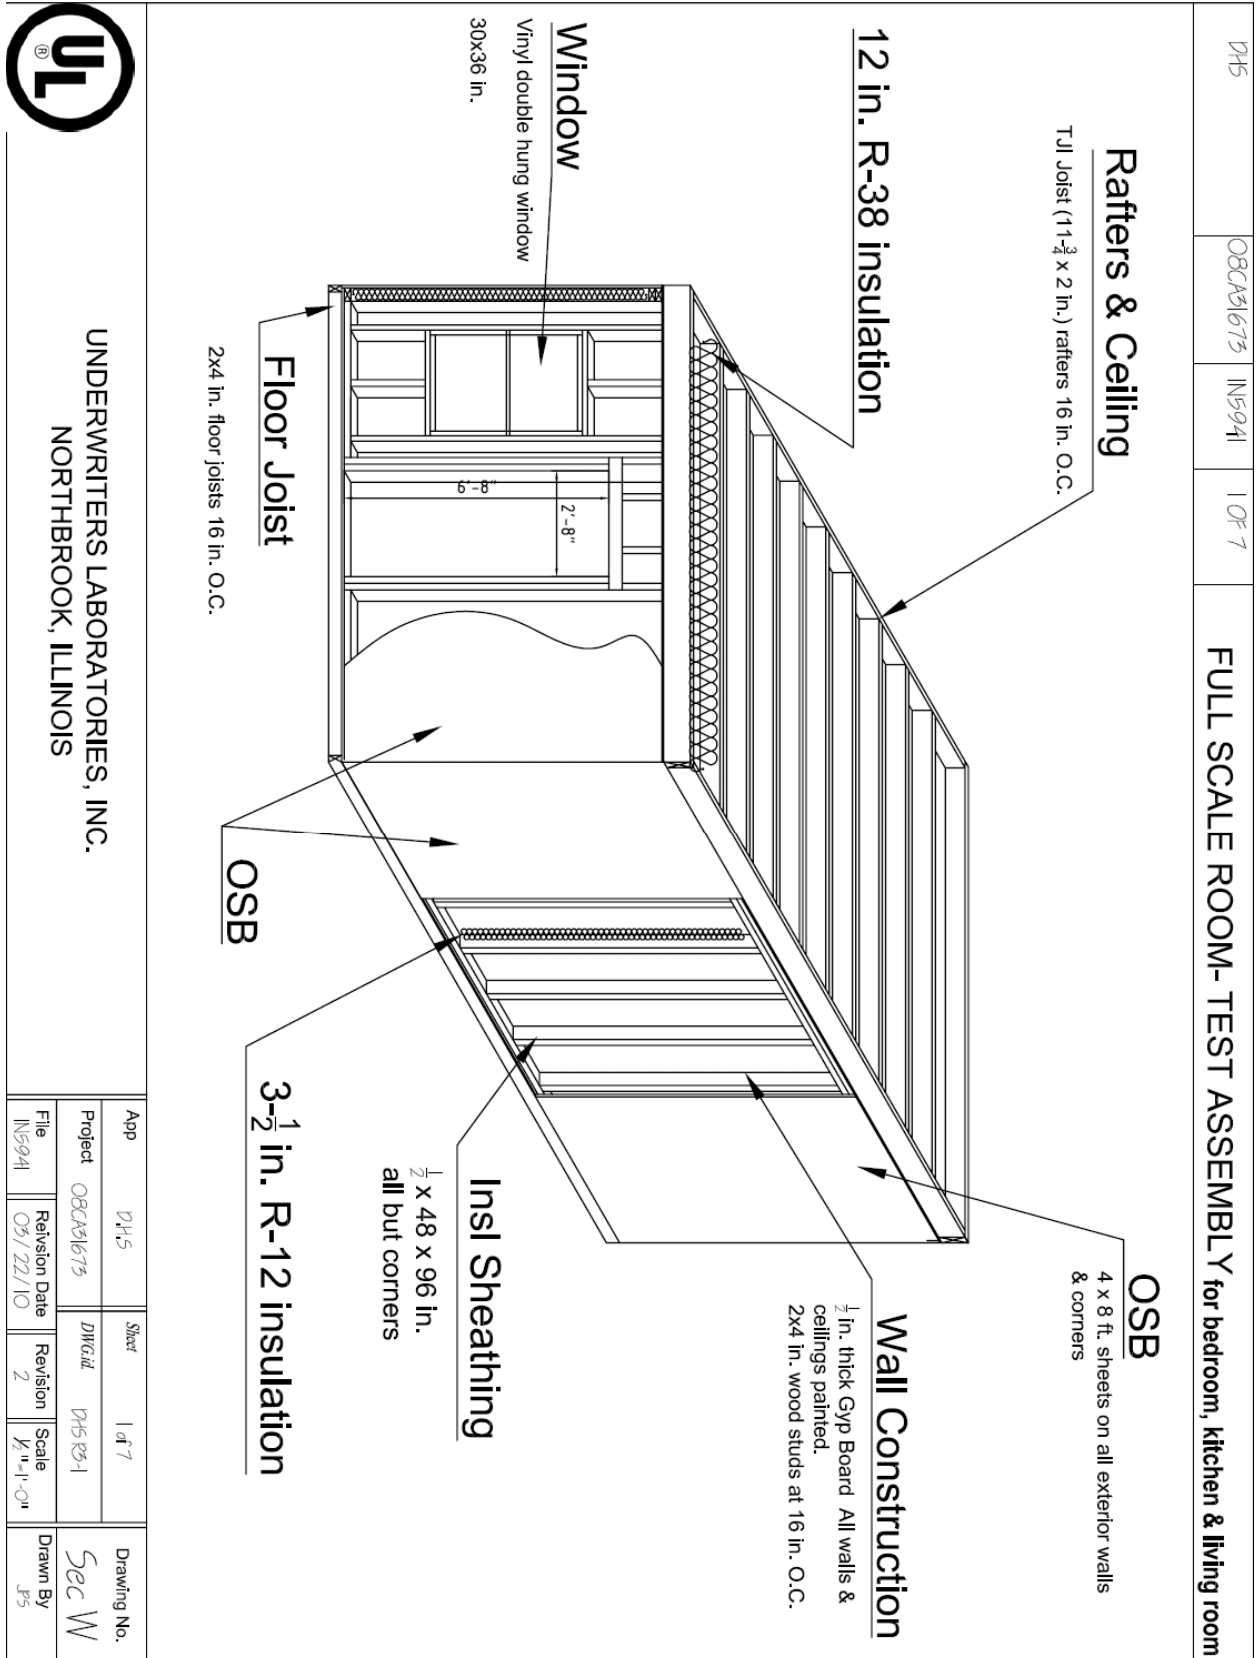 DHS 08CA31673 IN5941 1 OF 7 FULL SCALE ROOM- TEST ASSEMBLY for bedroom, kitchen & living room
Rafters & Ceiling
TJI Joist (11-3/4 x 2 in.) rafters 16 in. O.C.
OSB
4 x 8 ft. sheets on all exterior walls
& corners
12 in. R-38 insulation
Wall Construction
1/2 in. thick Gyp Board All walls &
ceilings painted.
2x4 in. wood studs at 16 in. O.C.
Window
Vinyl double hung window
30x36 in.
2'-8"
6'-8"
Insl Sheathing
1/2 x 48 x 96 in.
all but corners
Floor Joist
2x4 in. floor joists 16 in. O.C.
OSB
3-1/2 in. R-12 insulation
UL
®
UNDERWRITERS LABORATORIES, INC.
NORTHBROOK, ILLINOIS
App D.H.S Sheet 1 of 7 Drawing No.
Project 08CA31673 DWG.id. DHS R3-1 Sec W
File Reivsion Date Revision Scale Drawn By
IN5941 03/22/10 2 1/2"=1'-0" JPS